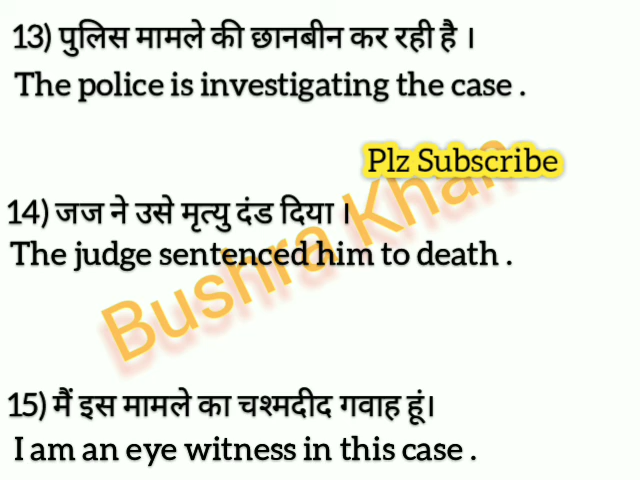 13) पुलिस मामले की छानबीन कर रही है ।
The police is investigating the case .
Plz Subscribe
14) जज ने उसे मृत्यु दंड दिया ।
The judge sentenced him to death .
Bushra Khan
15) मैं इस मामले का चश्मदीद गवाह हूं।
I am an eye witness in this case .